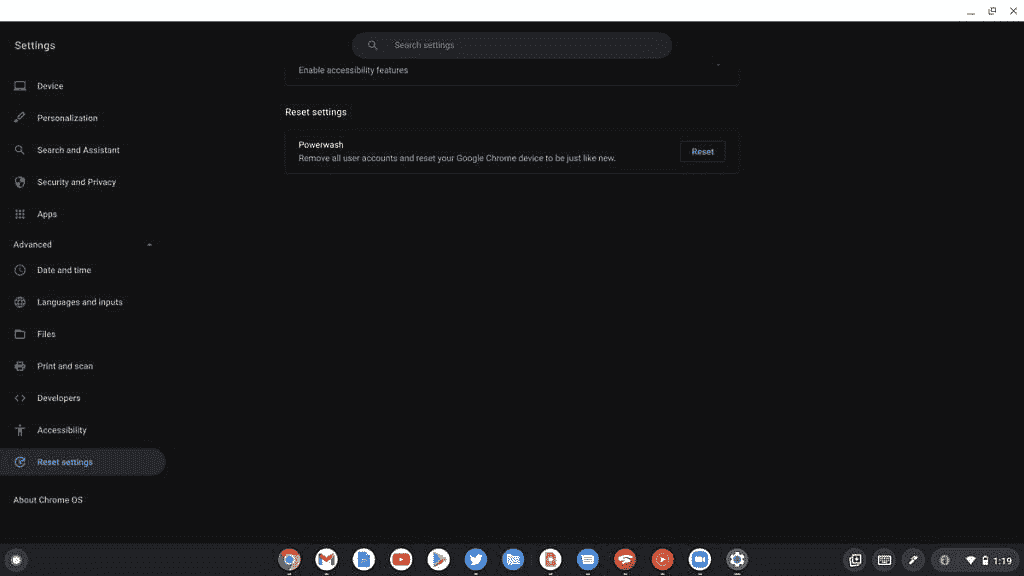 Settings
Search settings
Device
Personalization
Search and Assistant
Security and Privacy
Apps
Advanced
Date and time
Languages and inputs
Files
Print and scan
Developers
Accessibility
Reset settings
About Chrome OS
Enable accessibility features
Reset settings
Powerwash
Remove all user accounts and reset your Google Chrome device to be just like new.
Reset
1:19